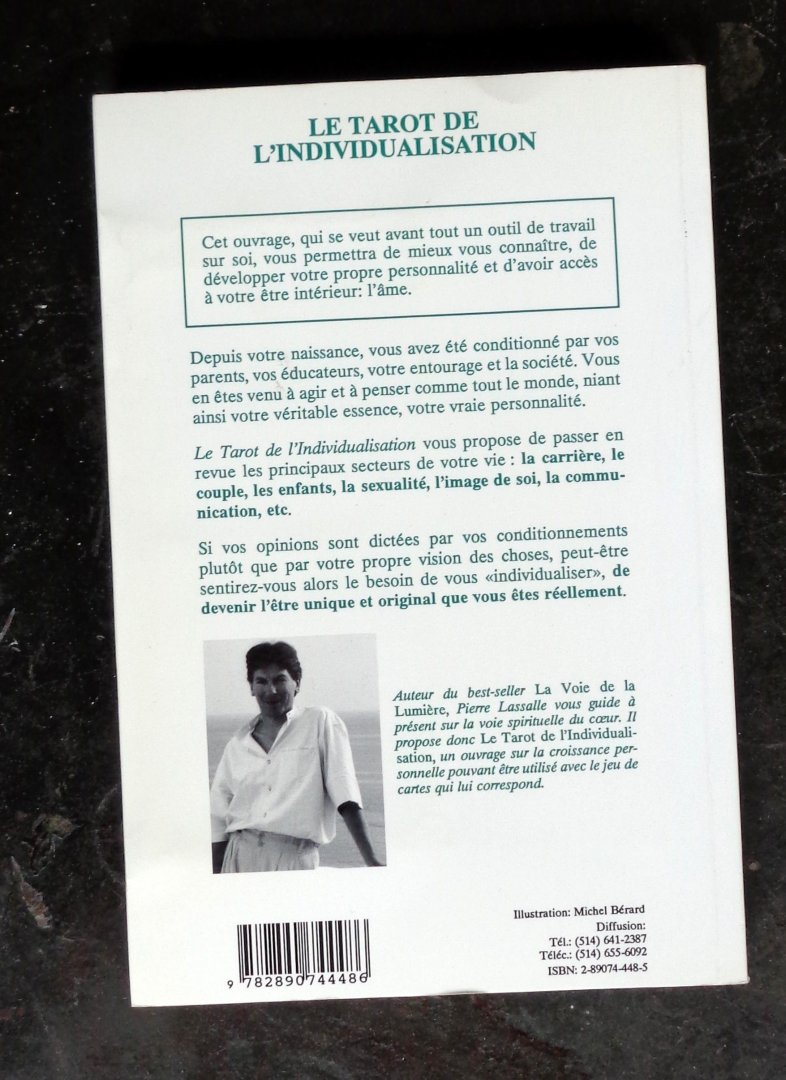 LE TAROT DE
L'INDIVIDUALISATION
Cet ouvrage, qui se veut avant tout un outil de travail
sur soi, vous permettra de mieux vous connaître, de
développer votre propre personnalité et d'avoir accès
à votre être intérieur: l'âme.
Depuis votre naissance, vous avez été conditionné par vos
parents, vos éducateurs, votre entourage et la société. Vous
en êtes venu à agir et à penser comme tout le monde, niant
ainsi votre véritable essence, votre vraie personnalité.
Le Tarot de l'Individualisation vous propose de passer en
revue les principaux secteurs de votre vie : la carrière, le
couple, les enfants, la sexualité, l'image de soi, la commu-
nication, etc.
Si vos opinions sont dictées par vos conditionnements
plutôt que par votre propre vision des choses, peut-être
sentirez-vous alors le besoin de vous «individualiser», de
devenir l'être unique et original que vous êtes réellement.
Auteur du best-seller La Voie de la
Lumière, Pierre Lassalle vous guide à
présent sur la voie spirituelle du cœur. Il
propose donc Le Tarot de l'Individuali-
sation, un ouvrage sur la croissance per-
sonnelle pouvant être utilisé avec le jeu de
cartes qui lui correspond.
Illustration: Michel Bérard
Diffusion:
Tél.: (514) 641-2387
Téléc.: (514) 655-6092
ISBN: 2-89074-448-5
9 782890 744486